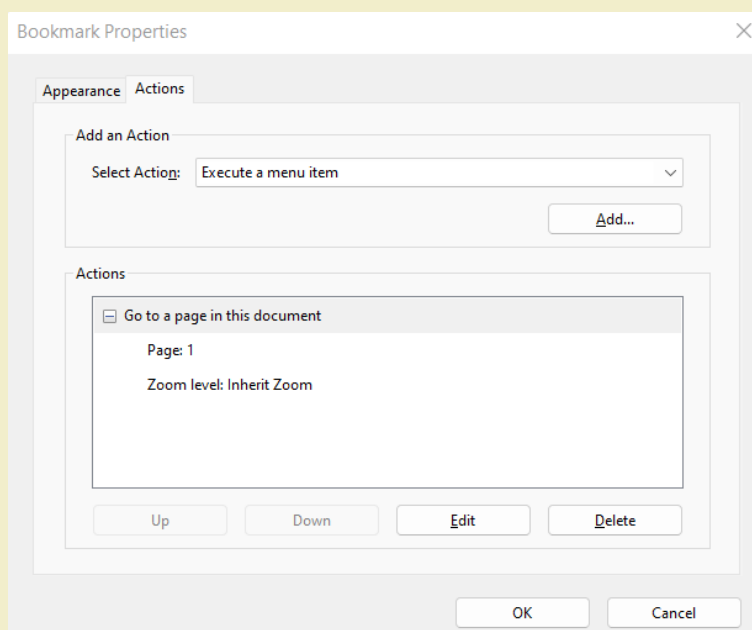 Bookmark Properties
Appearance Actions
Add an Action
Select Action: Execute a menu item
Add...
Actions
Go to a page in this document
Page: 1
Zoom level: Inherit Zoom
Up Down Edit Delete
OK Cancel